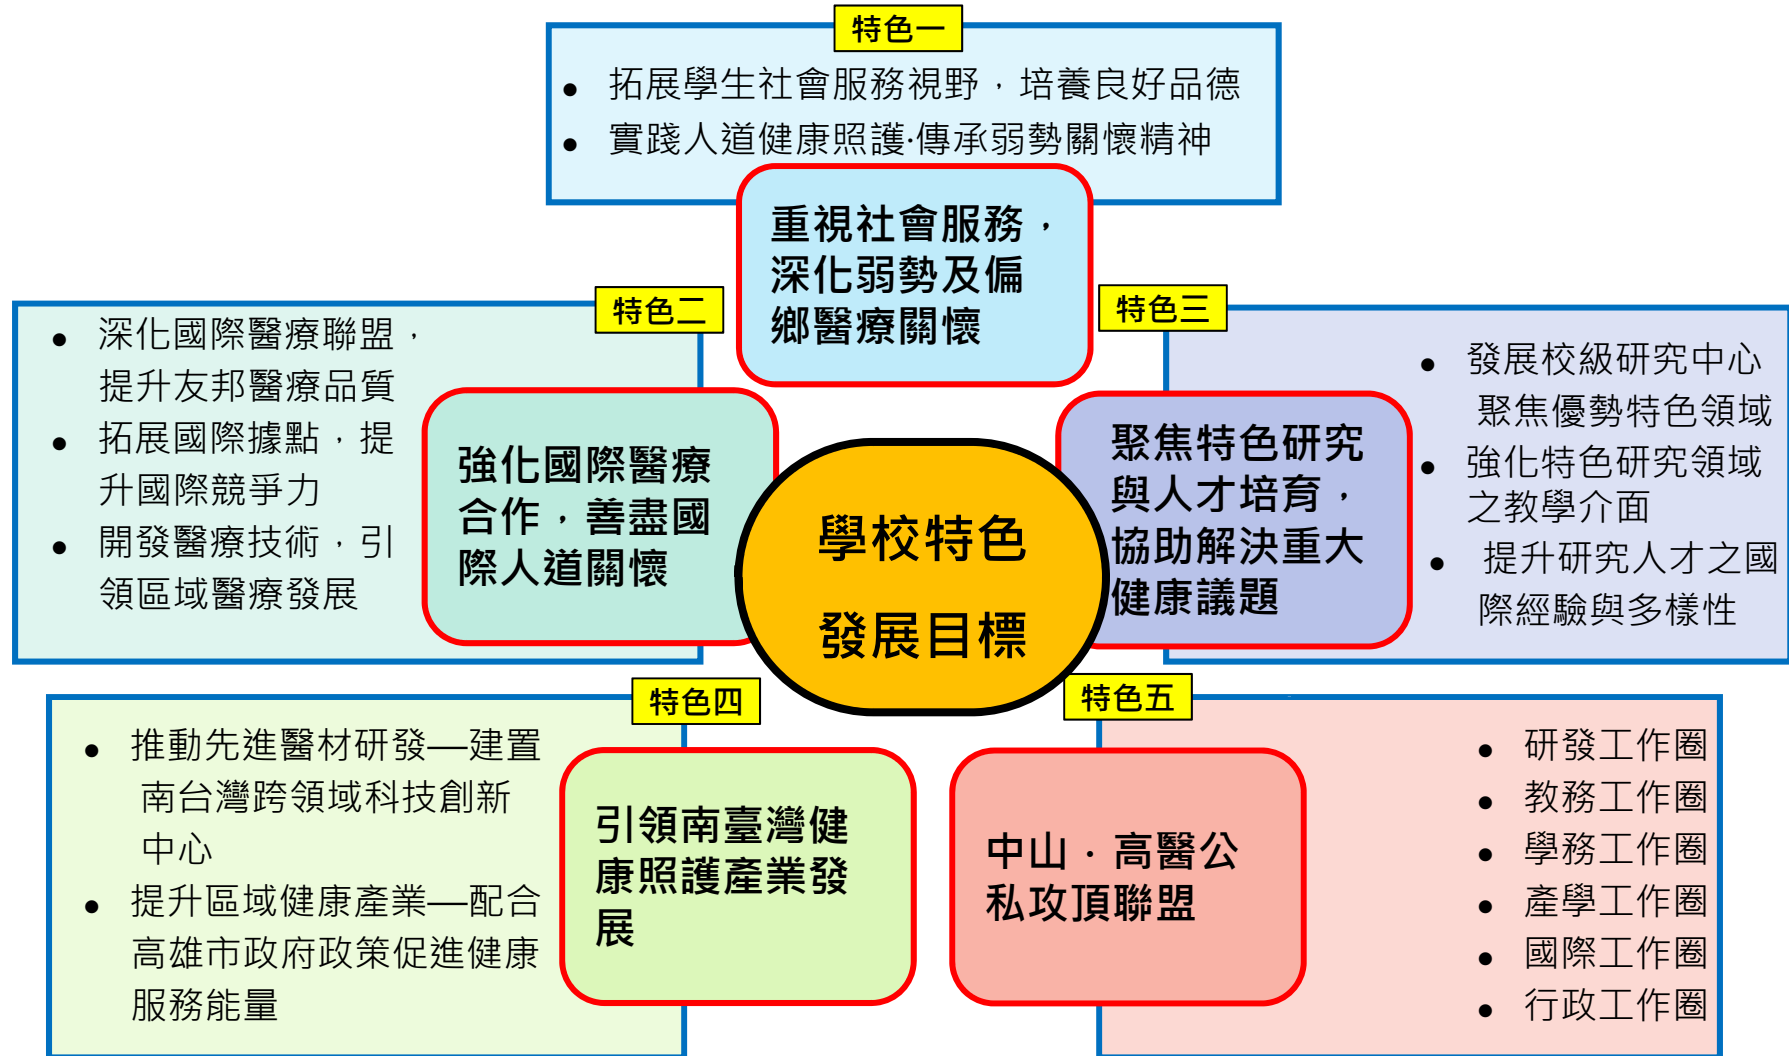 特色一
● 拓展學生社會服務視野，培養良好品德
● 實踐人道健康照護‧傳承弱勢關懷精神
重視社會服務，
深化弱勢及偏
鄉醫療關懷
特色二
● 深化國際醫療聯盟，
提升友邦醫療品質
● 拓展國際據點，提
升國際競爭力
● 開發醫療技術，引
領區域醫療發展
強化國際醫療
合作，善盡國
際人道關懷
學校特色
發展目標
特色三
聚焦特色研究
與人才培育，
協助解決重大
健康議題
● 發展校級研究中心
聚焦優勢特色領域
● 強化特色研究領域
之教學介面
● 提升研究人才之國
際經驗與多樣性
特色四
● 推動先進醫材研發──建置
南台灣跨領域科技創新
中心
● 提升區域健康產業──配合
高雄市政府政策促進健康
服務能量
引領南臺灣健
康照護產業發
展
特色五
中山．高醫公
私攻頂聯盟
● 研發工作圈
● 教務工作圈
● 學務工作圈
● 產學工作圈
● 國際工作圈
● 行政工作圈